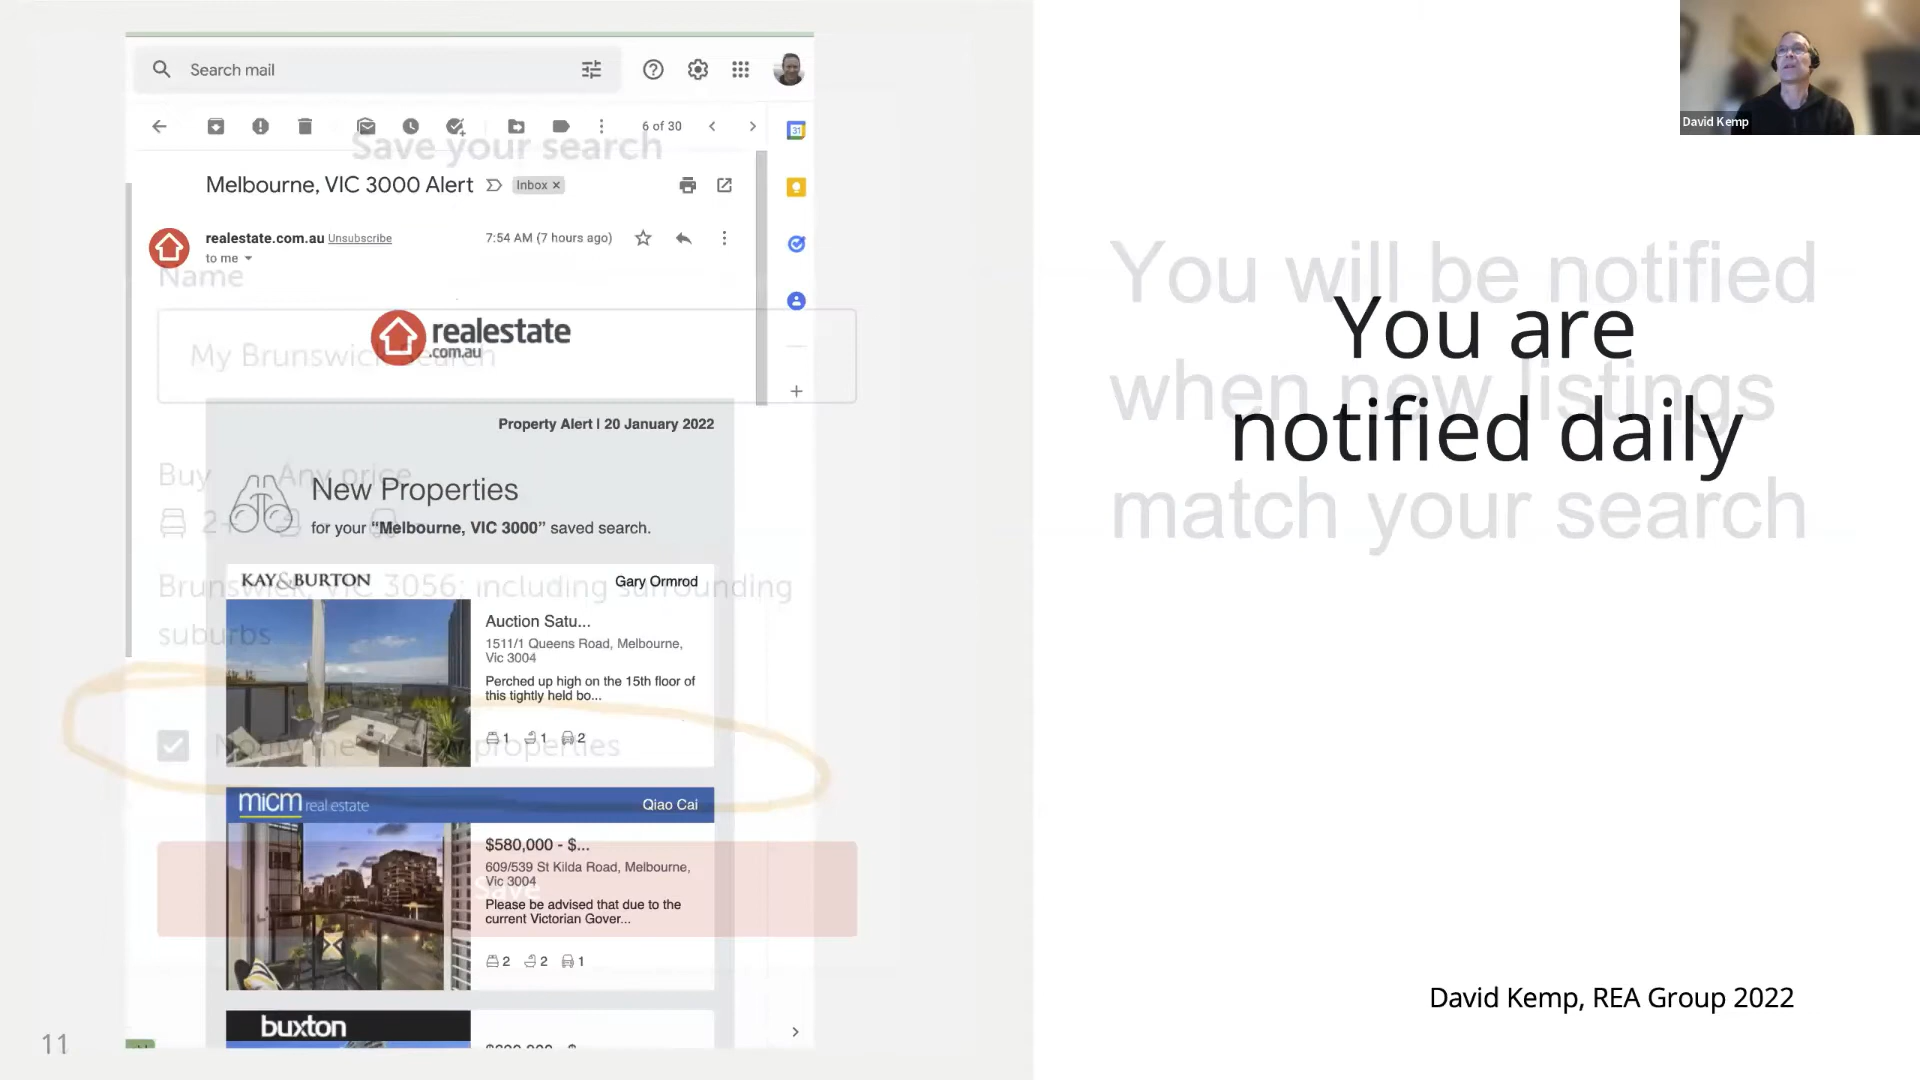 Search mail
6 of 30
Save your search
Melbourne, VIC 3000 Alert
Inbox ×
realestate.com.au Unsubscribe
7:54 AM (7 hours ago)
to me
Name
realestate
.com.au
My Brunswick Search
Property Alert | 20 January 2022
Buy
Any price
New Properties
2+
for your “Melbourne, VIC 3000” saved search.
KAY&BURTON
Gary Ormrod
Brunswick, VIC 3056; including surrounding
suburbs
Auction Satu...
1511/1 Queens Road, Melbourne,
Vic 3004
Perched up high on the 15th floor of
this tightly held bo...
1 1 2
Notify me of new properties
micm real estate
Qiao Cai
$580,000 - $...
609/539 St Kilda Road, Melbourne,
Vic 3004
Save
Please be advised that due to the
current Victorian Gover...
2 2 1
buxton
11
31
David Kemp
You will be notified
You are
when new listings
notified daily
match your search
David Kemp, REA Group 2022